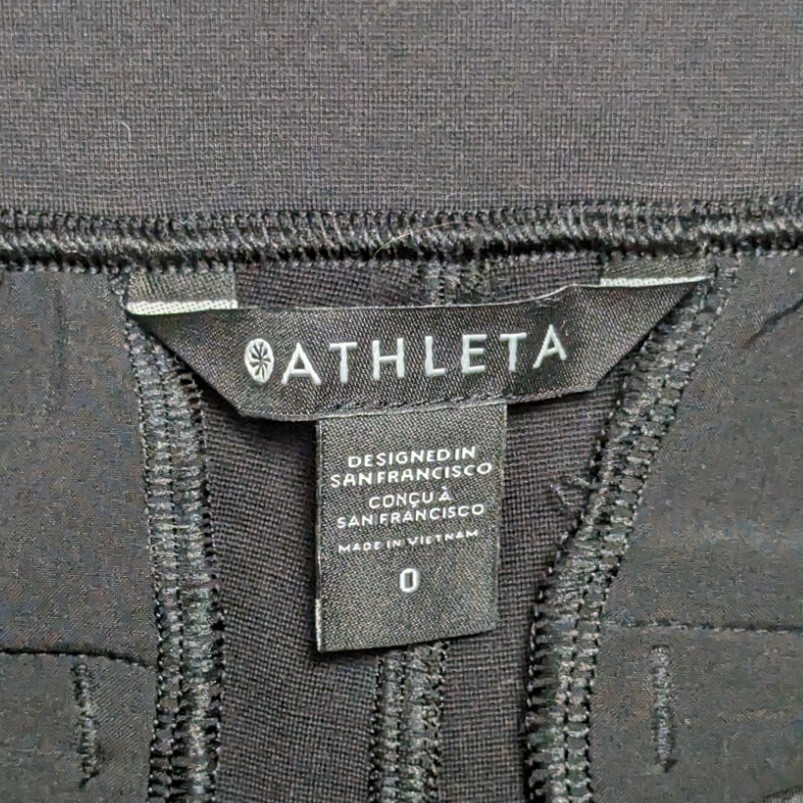 ATHLETA
DESIGNED IN
SAN FRANCISCO
CONÇU À
SAN FRANCISCO
MADE IN VIETNAM
0